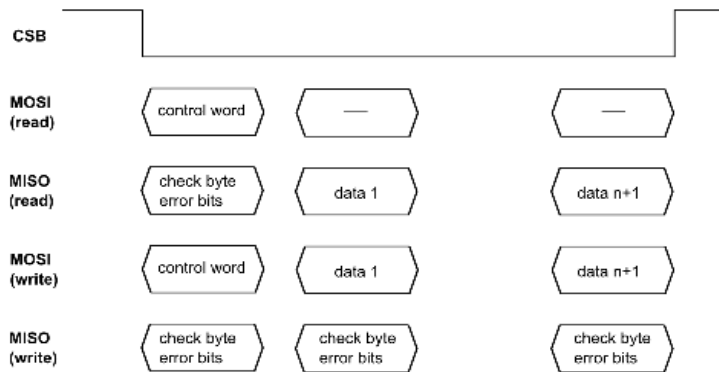 CSB
MOSI
(read)
control word
—
—
MISO
(read)
check byte
error bits
data 1
data n+1
MOSI
(write)
control word
data 1
data n+1
MISO
(write)
check byte
error bits
check byte
error bits
check byte
error bits